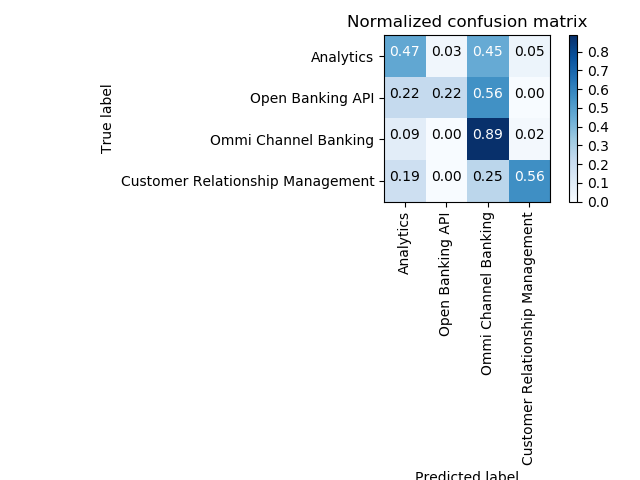 Normalized confusion matrix
True label
Analytics 0.47 0.03 0.45 0.05
Open Banking API 0.22 0.22 0.56 0.00
Ommi Channel Banking 0.09 0.00 0.89 0.02
Customer Relationship Management 0.19 0.00 0.25 0.56
0.8
0.7
0.6
0.5
0.4
0.3
0.2
0.1
0.0
Analytics
Open Banking API
Ommi Channel Banking
Customer Relationship Management
Predicted label